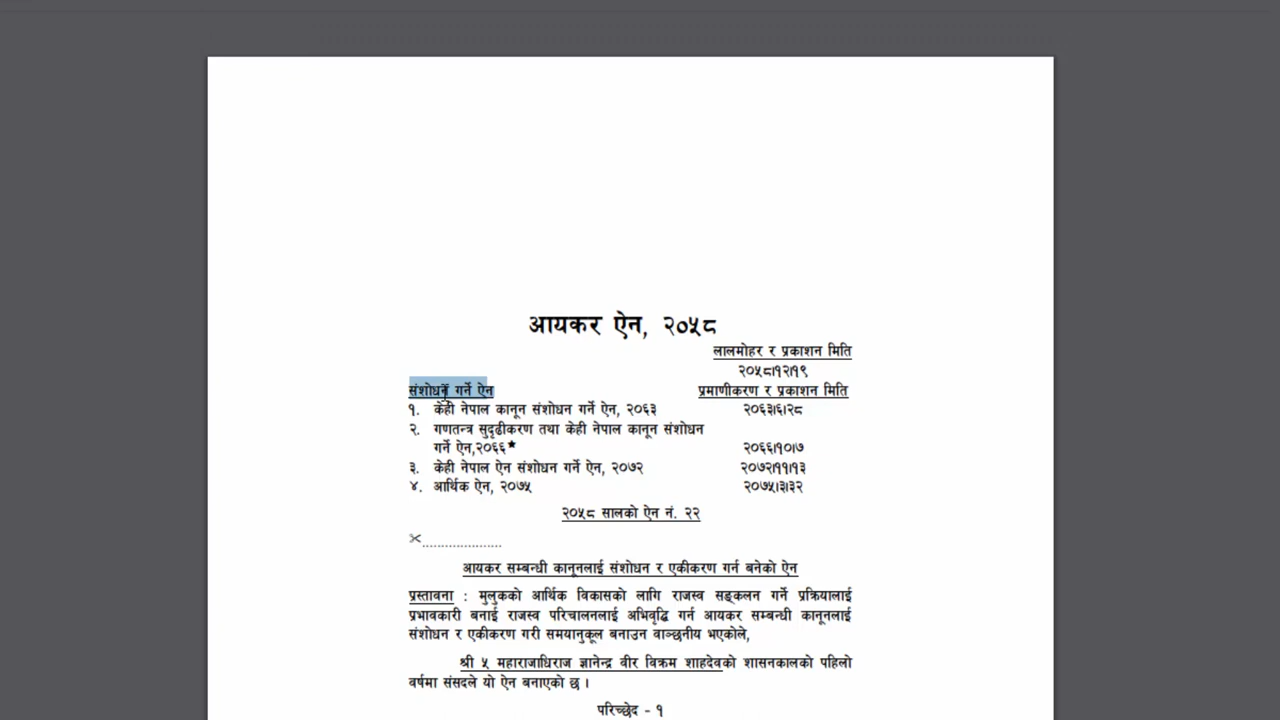 आयकर ऐन, २०५८
लालमोहर र प्रकाशन मिति
२०५८।१२।१९
संशोधन गर्ने ऐन प्रमाणीकरण र प्रकाशन मिति
१. केही नेपाल कानून संशोधन गर्ने ऐन, २०६३ २०६३।६।२८
२. गणतन्त्र सुदृढीकरण तथा केही नेपाल कानून संशोधन
गर्ने ऐन,२०६६★ २०६६।१०।७
३. केही नेपाल ऐन संशोधन गर्ने ऐन, २०७२ २०७२।११।१३
४. आर्थिक ऐन, २०७५ २०७५।३।३२
२०५८ सालको ऐन नं. २२
✂.....................
आयकर सम्बन्धी कानूनलाई संशोधन र एकीकरण गर्न बनेको ऐन
प्रस्तावना : मुलुकको आर्थिक विकासको लागि राजस्व सङ्कलन गर्ने प्रक्रियालाई
प्रभावकारी बनाई राजस्व परिचालनलाई अभिवृद्धि गर्न आयकर सम्बन्धी कानूनलाई
संशोधन र एकीकरण गरी समयानुकूल बनाउन वाञ्छनीय भएकोले,
श्री ५ महाराजाधिराज ज्ञानेन्द्र वीर विक्रम शाहदेवको शासनकालको पहिलो
वर्षमा संसदले यो ऐन बनाएको छ ।
परिच्छेद - १